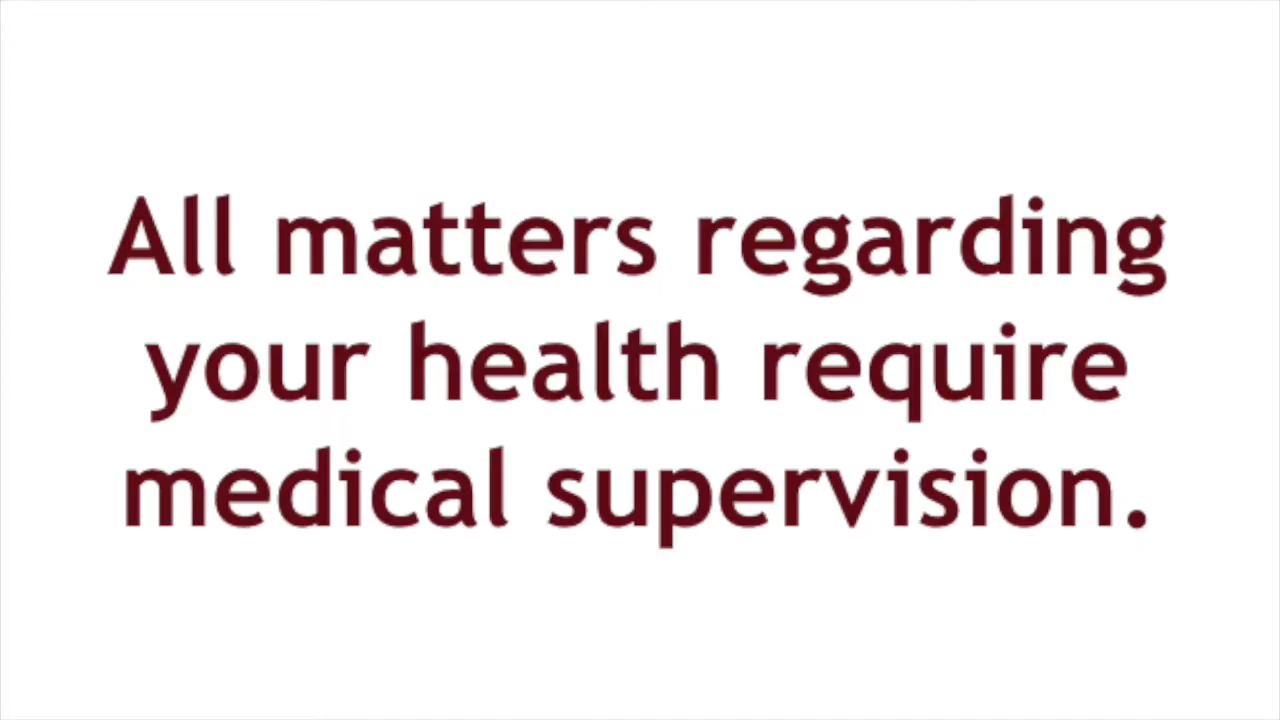 All matters regarding
your health require
medical supervision.